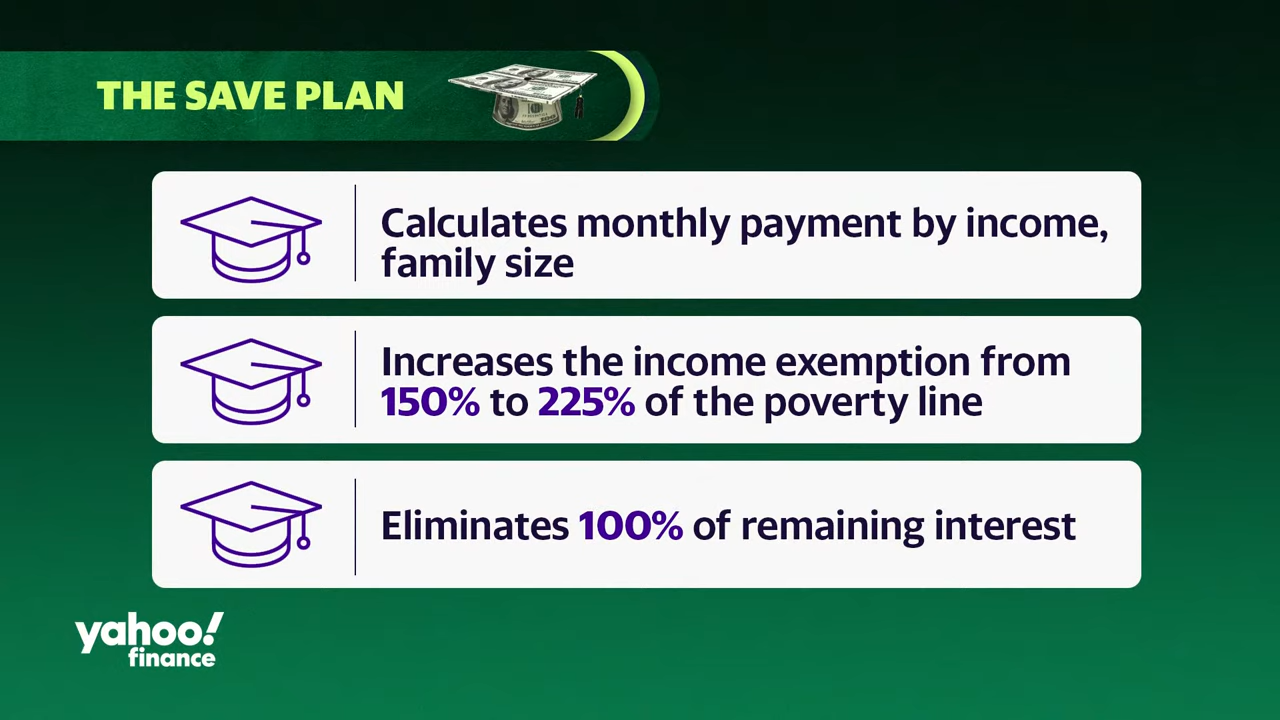 THE SAVE PLAN
Calculates monthly payment by income,
family size
Increases the income exemption from
150% to 225% of the poverty line
Eliminates 100% of remaining interest
yahoo!
finance